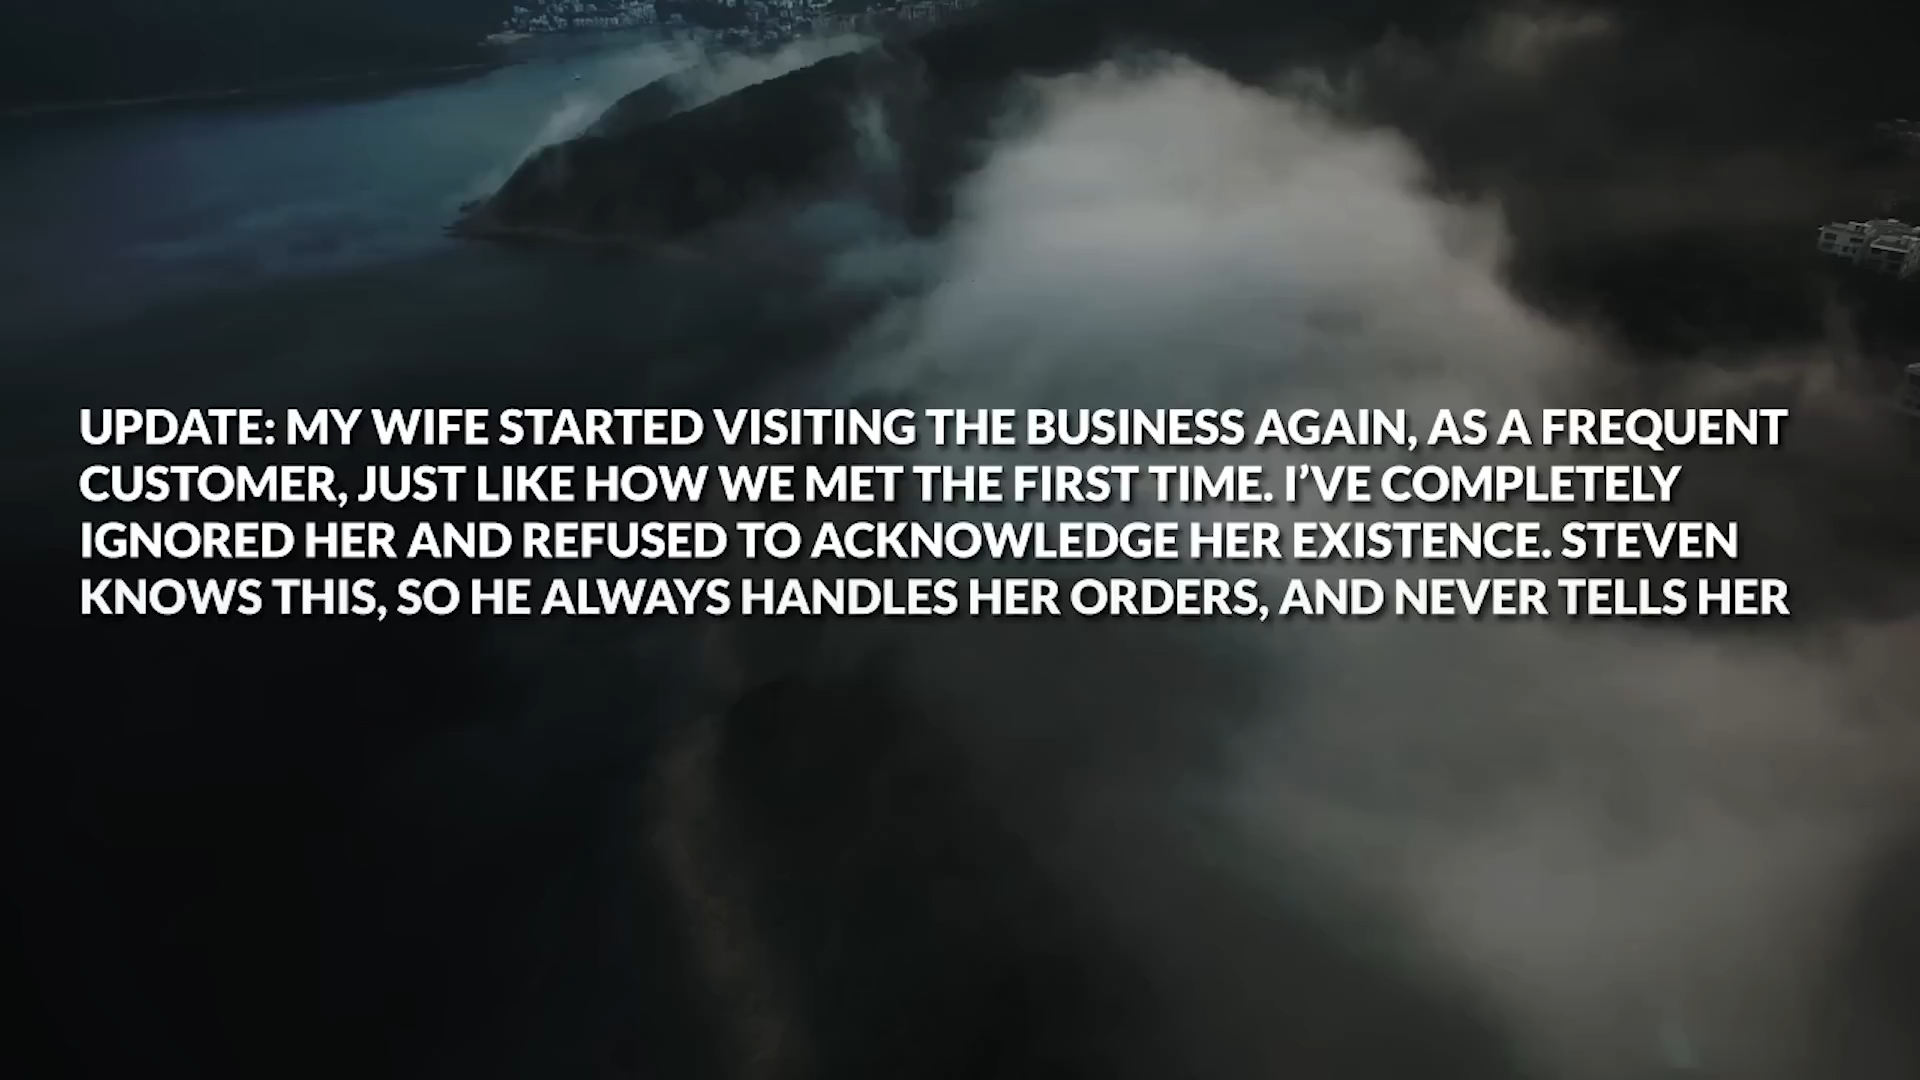 UPDATE: MY WIFE STARTED VISITING THE BUSINESS AGAIN, AS A FREQUENT
CUSTOMER, JUST LIKE HOW WE MET THE FIRST TIME. I’VE COMPLETELY
IGNORED HER AND REFUSED TO ACKNOWLEDGE HER EXISTENCE. STEVEN
KNOWS THIS, SO HE ALWAYS HANDLES HER ORDERS, AND NEVER TELLS HER